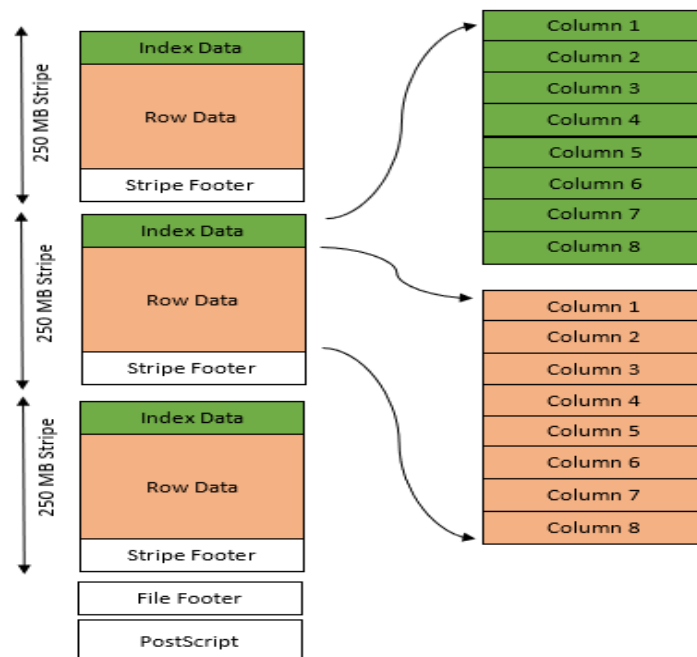 250 MB Stripe
Index Data
Row Data
Stripe Footer
250 MB Stripe
Index Data
Row Data
Stripe Footer
250 MB Stripe
Index Data
Row Data
Stripe Footer
File Footer
PostScript
Column 1
Column 2
Column 3
Column 4
Column 5
Column 6
Column 7
Column 8
Column 1
Column 2
Column 3
Column 4
Column 5
Column 6
Column 7
Column 8